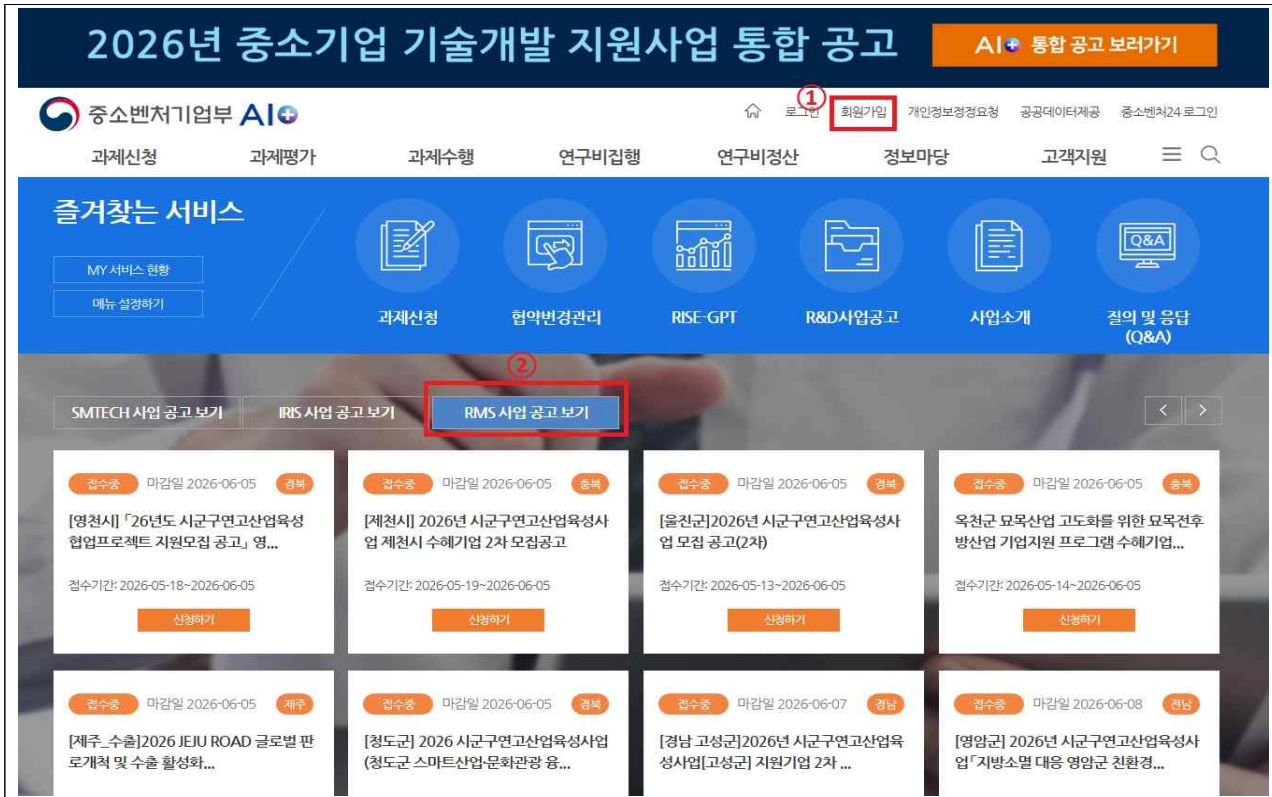 2026년 중소기업 기술개발 지원사업 통합 공고
AI+ 통합 공고 보러가기
중소벤처기업부 AI+
①
로그인 회원가입 개인정보정정요청 공공데이터제공 중소벤처24 로그인
과제신청 과제평가 과제수행 연구비집행 연구비정산 정보마당 고객지원
즐겨찾는 서비스
MY 서비스 현황
메뉴 설정하기
Q&A
과제신청 협약변경관리 RISE-GPT R&D사업공고 사업소개 질의 및 응답
(Q&A)
②
SMTECH 사업 공고 보기 IRIS 사업 공고 보기 RMS 사업 공고 보기
< >
접수중 마감일 2026-06-05 경북
[영천시] 「26년도 시군구연고산업육성
협업프로젝트 지원모집 공고」 영...
접수기간: 2026-05-18~2026-06-05
신청하기
접수중 마감일 2026-06-05 충북
[제천시] 2026년 시군구연고산업육성사
업 제천시 수혜기업 2차 모집공고
접수기간: 2026-05-19~2026-06-05
신청하기
접수중 마감일 2026-06-05 경북
[울진군]2026년 시군구연고산업육성사
업 모집 공고(2차)
접수기간: 2026-05-13~2026-06-05
신청하기
접수중 마감일 2026-06-05 충북
옥천군 묘목산업 고도화를 위한 묘목전후
방산업 기업지원 프로그램 수혜기업...
접수기간: 2026-05-14~2026-06-05
신청하기
접수중 마감일 2026-06-05 제주
[제주_수출]2026 JEJU ROAD 글로벌 판
로개척 및 수출 활성화...
접수중 마감일 2026-06-05 경북
[청도군] 2026 시군구연고산업육성사업
(청도군 스마트산업·문화관광 융...
접수중 마감일 2026-06-07 경남
[경남 고성군]2026년 시군구연고산업육
성사업[고성군] 지원기업 2차 ...
접수중 마감일 2026-06-08 전남
[영암군] 2026년 시군구연고산업육성사
업「지방소멸 대응 영암군 친환경...